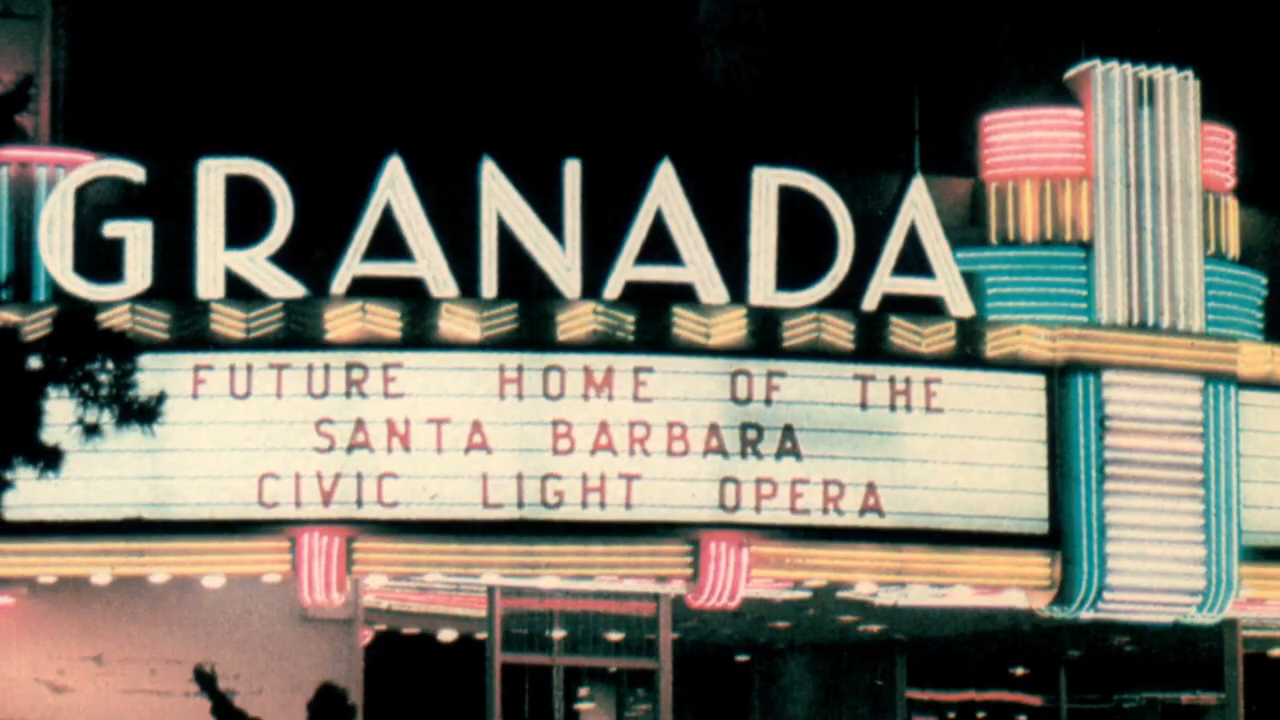 GRANADA
FUTURE HOME OF THE
SANTA BARBARA
CIVIC LIGHT OPERA